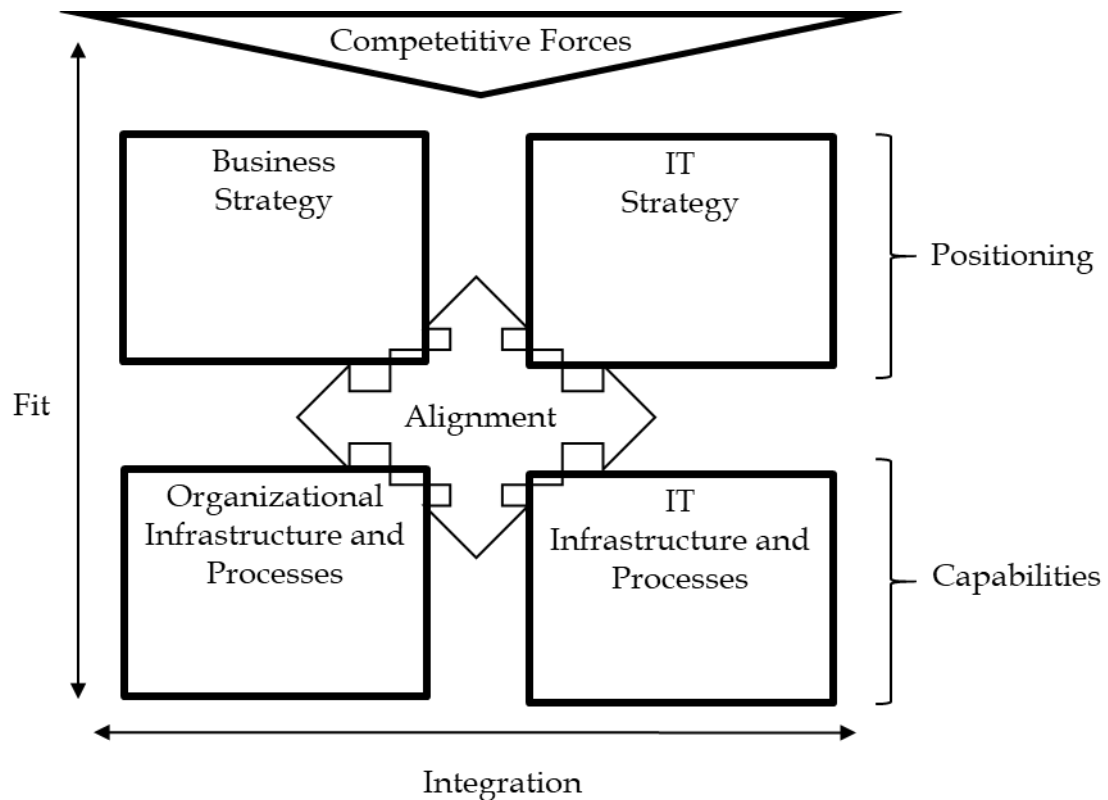 Competetitive Forces
Business
Strategy
IT
Strategy
Positioning
Fit
Alignment
Organizational
Infrastructure and
Processes
IT
Infrastructure and
Processes
Capabilities
Integration